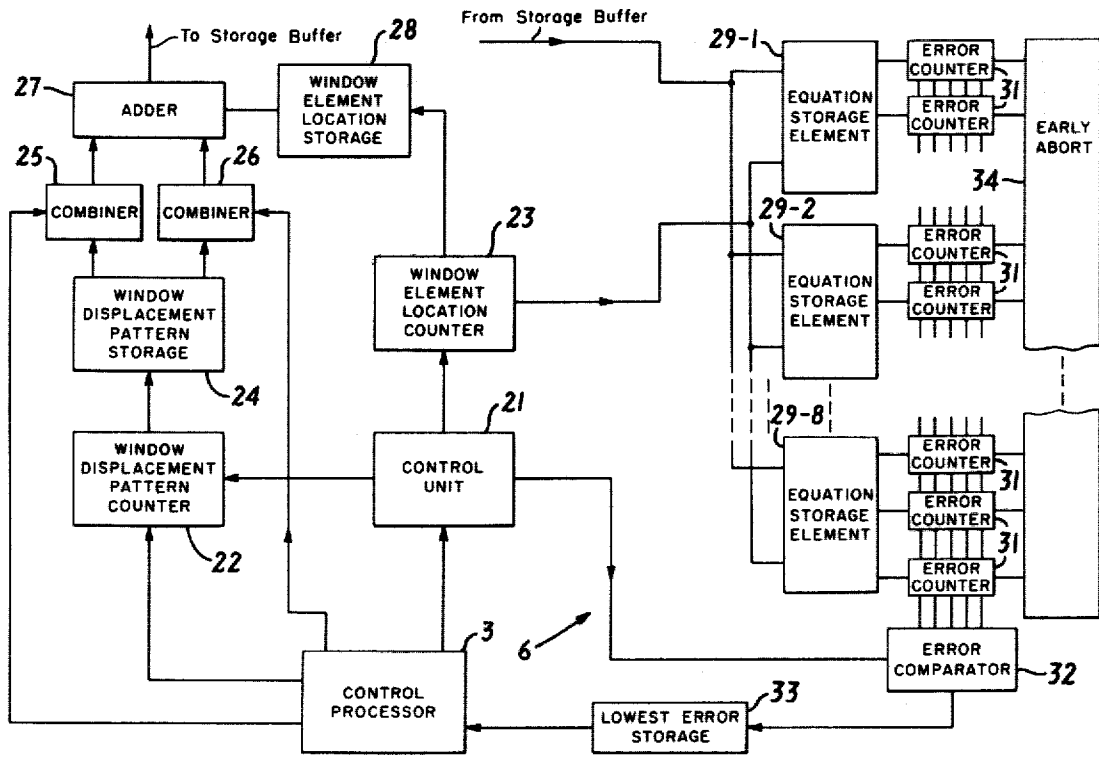 From Storage Buffer
To Storage Buffer
28
29-1
27
ADDER
WINDOW
ELEMENT
LOCATION
STORAGE
EQUATION
STORAGE
ELEMENT
ERROR
COUNTER
31
ERROR
COUNTER
EARLY
ABORT
34
25
COMBINER
26
COMBINER
23
WINDOW
ELEMENT
LOCATION
COUNTER
29-2
EQUATION
STORAGE
ELEMENT
ERROR
COUNTER
31
ERROR
COUNTER
WINDOW
DISPLACEMENT
PATTERN
STORAGE
24
21
CONTROL
UNIT
WINDOW
DISPLACEMENT
PATTERN
COUNTER
22
29-8
EQUATION
STORAGE
ELEMENT
ERROR
COUNTER
31
ERROR
COUNTER
31
ERROR
COUNTER
6
3
CONTROL
PROCESSOR
33
LOWEST ERROR
STORAGE
ERROR
COMPARATOR
32